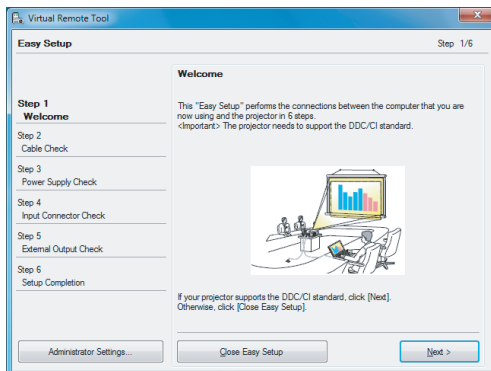 Virtual Remote Tool
Easy Setup
Step 1/6
Step 1
Welcome
Step 2
Cable Check
Step 3
Power Supply Check
Step 4
Input Connector Check
Step 5
External Output Check
Step 6
Setup Completion
Welcome
This "Easy Setup" perfoms the connections between the computer that you are
now using and the projector in 6 steps.
<Important> The projector needs to support the DDC/CI standard.
If your projector supports the DDC/CI standard, click [Next].
Otherwise, click [Close Easy Setup].
Administrator Settings...
Close Easy Setup
Next >